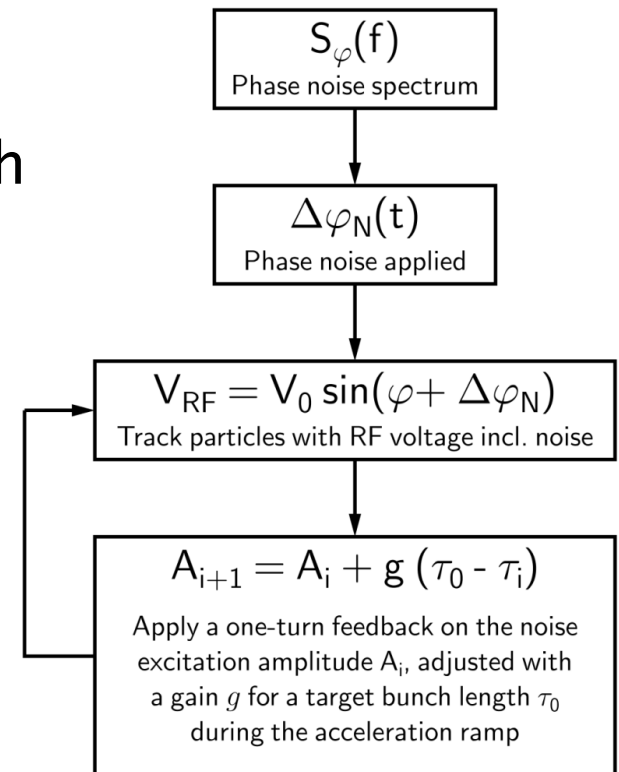 S_φ(f)
Phase noise spectrum
h
Δφ_N(t)
Phase noise applied
V_RF = V_0 sin(φ+ Δφ_N)
Track particles with RF voltage incl. noise
A_{i+1} = A_i + g (τ_0 - τ_i)
Apply a one-turn feedback on the noise
excitation amplitude A_i, adjusted with
a gain g for a target bunch length τ_0
during the acceleration ramp